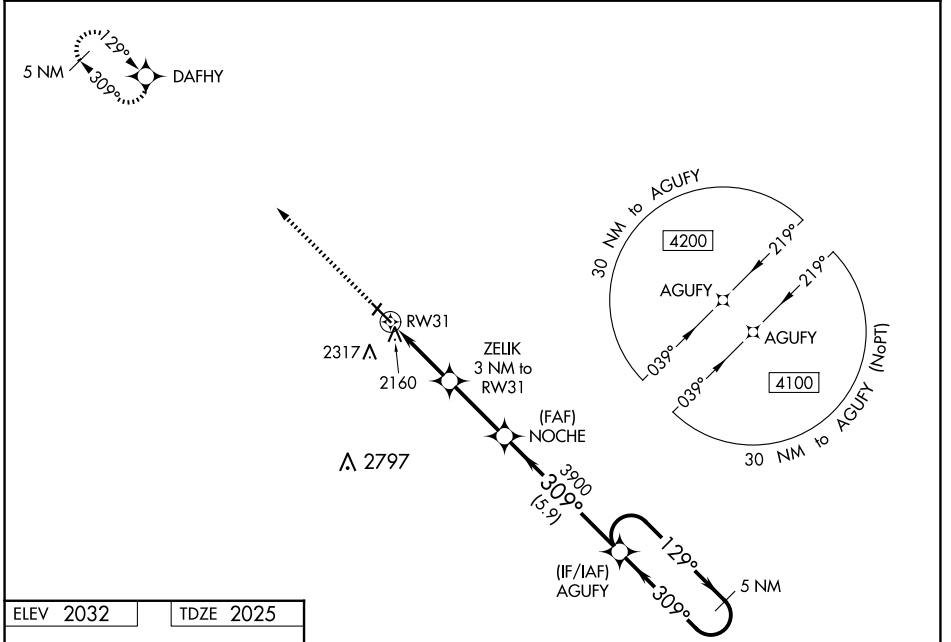 129°
5 NM
309°
DAFHY
30 NM to AGUFY
4200
219°
AGUFY
039°
219°
AGUFY
4100
039°
30 NM to AGUFY (NoPT)
RW31
2317
2160
ZELIK
3 NM to
RW31
(FAF)
NOCHE
2797
3900
309°
(5.9)
(IF/IAF)
AGUFY
129°
309°
5 NM
ELEV 2032
TDZE 2025